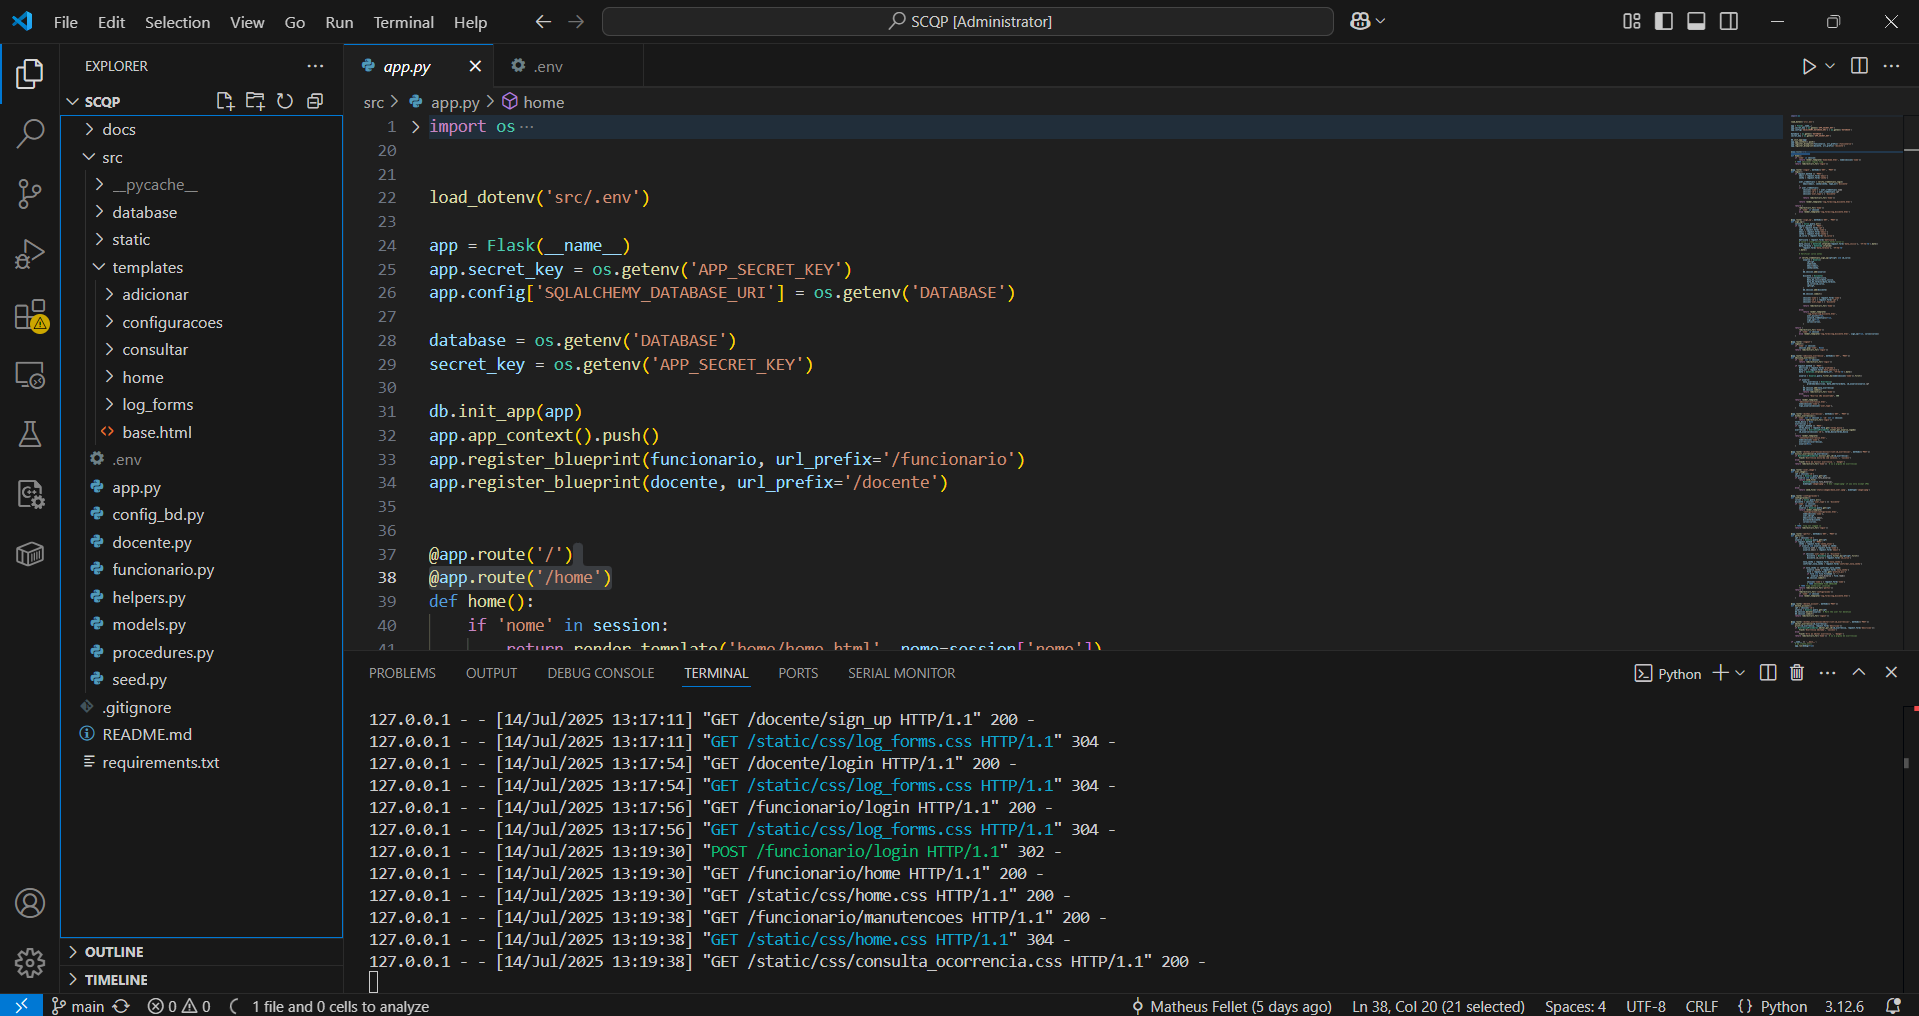 File Edit Selection View Go Run Terminal Help
SCQP [Administrator]
EXPLORER
SCQP
docs
src
__pycache__
database
static
templates
adicionar
configuracoes
consultar
home
log_forms
base.html
.env
app.py
config_bd.py
docente.py
funcionario.py
helpers.py
models.py
procedures.py
seed.py
.gitignore
README.md
requirements.txt
OUTLINE
TIMELINE
app.py
.env
src > app.py > home
1 import os ···
20
21
22 load_dotenv('src/.env')
23
24 app = Flask(__name__)
25 app.secret_key = os.getenv('APP_SECRET_KEY')
26 app.config['SQLALCHEMY_DATABASE_URI'] = os.getenv('DATABASE')
27
28 database = os.getenv('DATABASE')
29 secret_key = os.getenv('APP_SECRET_KEY')
30
31 db.init_app(app)
32 app.app_context().push()
33 app.register_blueprint(funcionario, url_prefix='/funcionario')
34 app.register_blueprint(docente, url_prefix='/docente')
35
36
37 @app.route('/')
38 @app.route('/home')
39 def home():
40 if 'nome' in session:
41 return render_template('home/home.html', nome=session['nome'])
PROBLEMS OUTPUT DEBUG CONSOLE TERMINAL PORTS SERIAL MONITOR
Python
127.0.0.1 - - [14/Jul/2025 13:17:11] "GET /docente/sign_up HTTP/1.1" 200 -
127.0.0.1 - - [14/Jul/2025 13:17:11] "GET /static/css/log_forms.css HTTP/1.1" 304 -
127.0.0.1 - - [14/Jul/2025 13:17:54] "GET /docente/login HTTP/1.1" 200 -
127.0.0.1 - - [14/Jul/2025 13:17:54] "GET /static/css/log_forms.css HTTP/1.1" 304 -
127.0.0.1 - - [14/Jul/2025 13:17:56] "GET /funcionario/login HTTP/1.1" 200 -
127.0.0.1 - - [14/Jul/2025 13:17:56] "GET /static/css/log_forms.css HTTP/1.1" 304 -
127.0.0.1 - - [14/Jul/2025 13:19:30] "POST /funcionario/login HTTP/1.1" 302 -
127.0.0.1 - - [14/Jul/2025 13:19:30] "GET /funcionario/home HTTP/1.1" 200 -
127.0.0.1 - - [14/Jul/2025 13:19:30] "GET /static/css/home.css HTTP/1.1" 200 -
127.0.0.1 - - [14/Jul/2025 13:19:38] "GET /funcionario/manutencoes HTTP/1.1" 200 -
127.0.0.1 - - [14/Jul/2025 13:19:38] "GET /static/css/home.css HTTP/1.1" 304 -
127.0.0.1 - - [14/Jul/2025 13:19:38] "GET /static/css/consulta_ocorrencia.css HTTP/1.1" 200 -
main 0 0 1 file and 0 cells to analyze Matheus Fellet (5 days ago) Ln 38, Col 20 (21 selected) Spaces: 4 UTF-8 CRLF {} Python 3.12.6